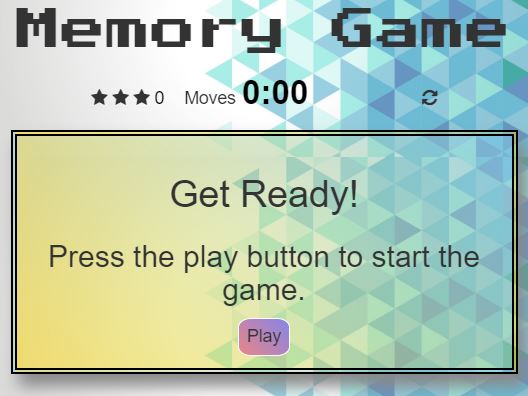 Memory Game
0 Moves 0:00
Get Ready!
Press the play button to start the
game.
Play